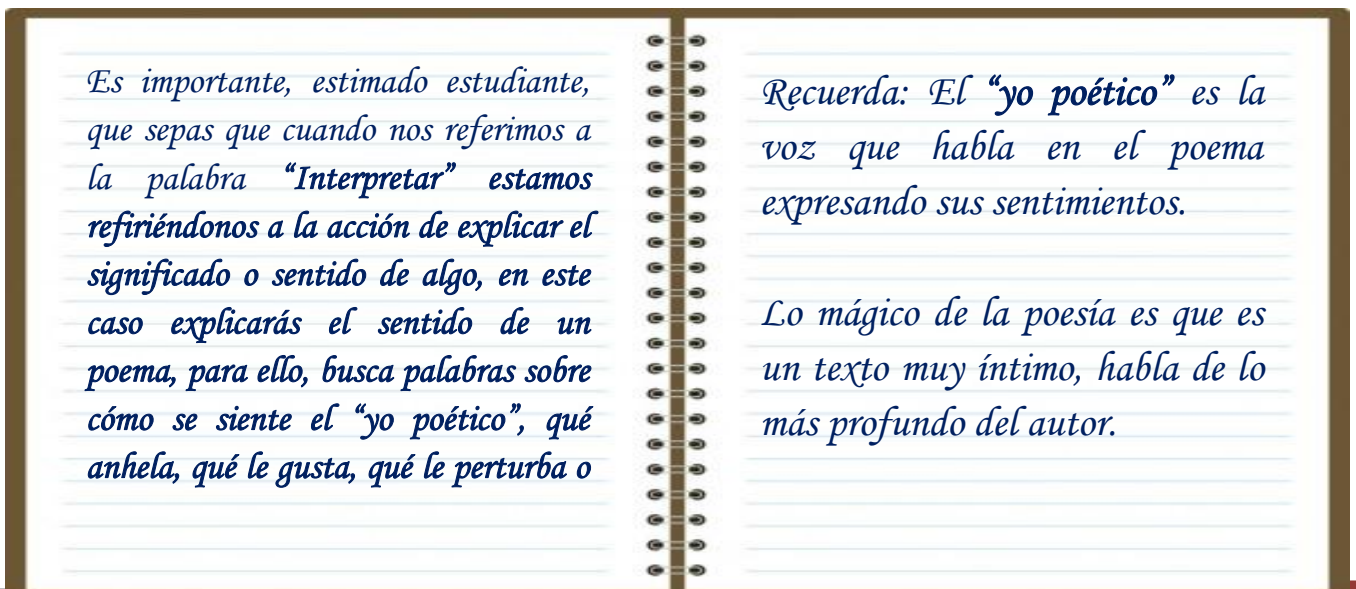 Es importante, estimado estudiante,
que sepas que cuando nos referimos a
la palabra “Interpretar” estamos
refiriéndonos a la acción de explicar el
significado o sentido de algo, en este
caso explicarás el sentido de un
poema, para ello, busca palabras sobre
cómo se siente el “yo poético”, qué
anhela, qué le gusta, qué le perturba o
Recuerda: El “yo poético” es la
voz que habla en el poema
expresando sus sentimientos.
Lo mágico de la poesía es que es
un texto muy íntimo, habla de lo
más profundo del autor.